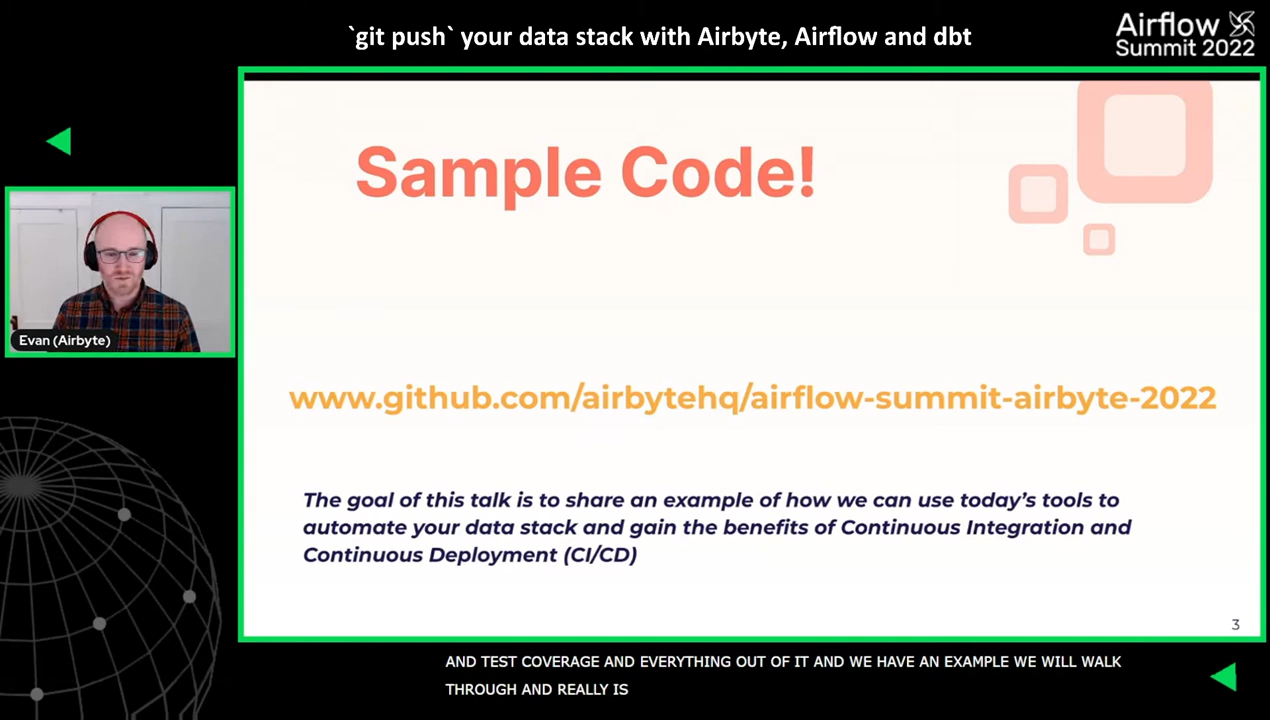 `git push` your data stack with Airbyte, Airflow and dbt
Airflow
Summit 2022
Sample Code!
Evan (Airbyte)
www.github.com/airbytehq/airflow-summit-airbyte-2022
The goal of this talk is to share an example of how we can use today's tools to
automate your data stack and gain the benefits of Continuous Integration and
Continuous Deployment (CI/CD)
3
AND TEST COVERAGE AND EVERYTHING OUT OF IT AND WE HAVE AN EXAMPLE WE WILL WALK
THROUGH AND REALLY IS